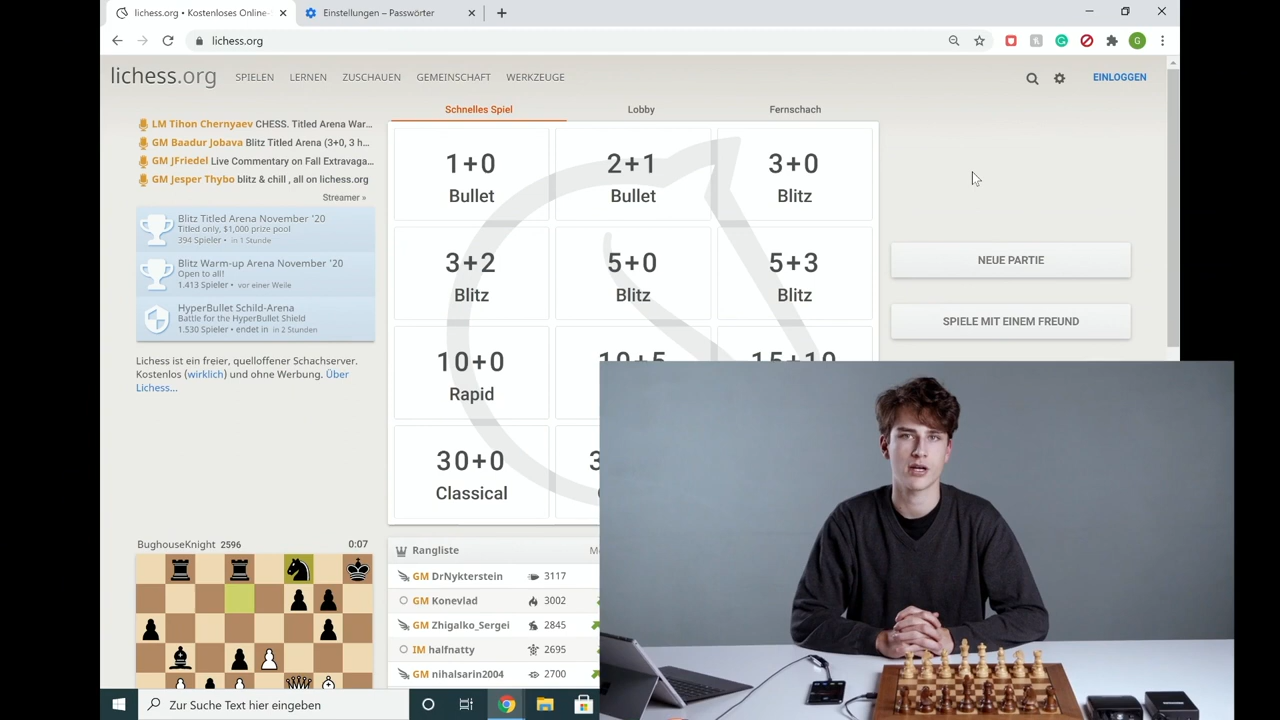 lichess.org • Kostenloses Online-
Einstellungen – Passwörter
lichess.org
G
lichess.org
SPIELEN
LERNEN
ZUSCHAUEN
GEMEINSCHAFT
WERKZEUGE
EINLOGGEN
LM Tihon Chernyaev CHESS. Titled Arena War...
GM Baadur Jobava Blitz Titled Arena (3+0, 3 h...
GM JFriedel Live Commentary on Fall Extravaga...
GM Jesper Thybo blitz & chill , all on lichess.org
Streamer »
Blitz Titled Arena November '20
Titled only, $1,000 prize pool
394 Spieler • in 1 Stunde
Blitz Warm-up Arena November '20
Open to all!
1.413 Spieler • vor einer Weile
HyperBullet Schild-Arena
Battle for the HyperBullet Shield
1.530 Spieler • endet in in 2 Stunden
Lichess ist ein freier, quelloffener Schachserver.
Kostenlos (wirklich) und ohne Werbung. Über
Lichess...
Schnelles Spiel
Lobby
Fernschach
1+0
Bullet
2+1
Bullet
3+0
Blitz
3+2
Blitz
5+0
Blitz
5+3
Blitz
10+0
Rapid
10+5
15+10
30+0
Classical
NEUE PARTIE
SPIELE MIT EINEM FREUND
BughouseKnight 2596
0:07
Rangliste
GM DrNykterstein 3117
GM Konevlad 3002
GM Zhigalko_Sergei 2845
IM halfnatty 2695
GM nihalsarin2004 2700
Zur Suche Text hier eingeben